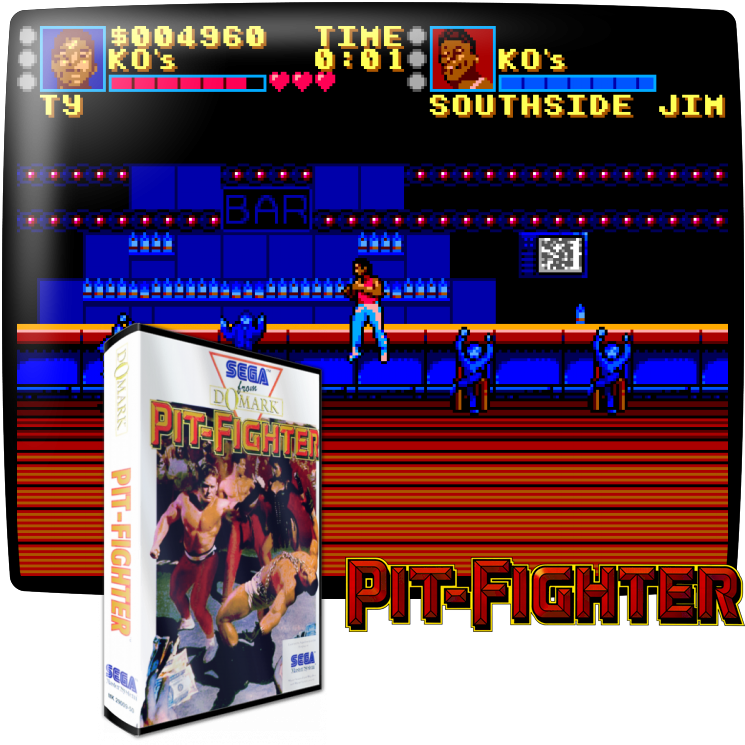 $004960 TIME
KO's 0:01 KO's
TY SOUTHSIDE JIM
BAR
DOMARK
PIT-FIGHTER
SEGA
SEGA™
from
DOMARK
PIT-FIGHTER
SEGA
PIT-FIGHTER